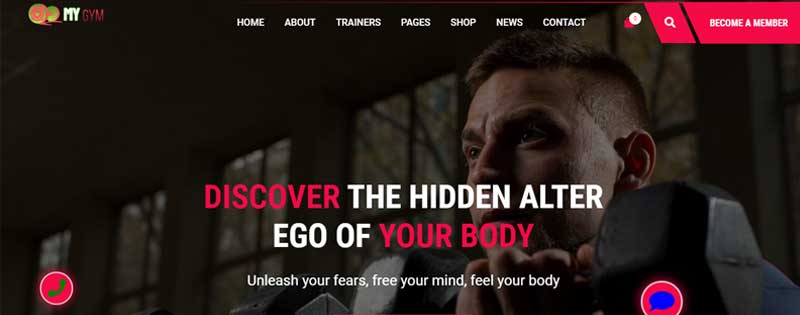 MY GYM
HOME ABOUT TRAINERS PAGES SHOP NEWS CONTACT 0 BECOME A MEMBER
DISCOVER THE HIDDEN ALTER
EGO OF YOUR BODY
Unleash your fears, free your mind, feel your body